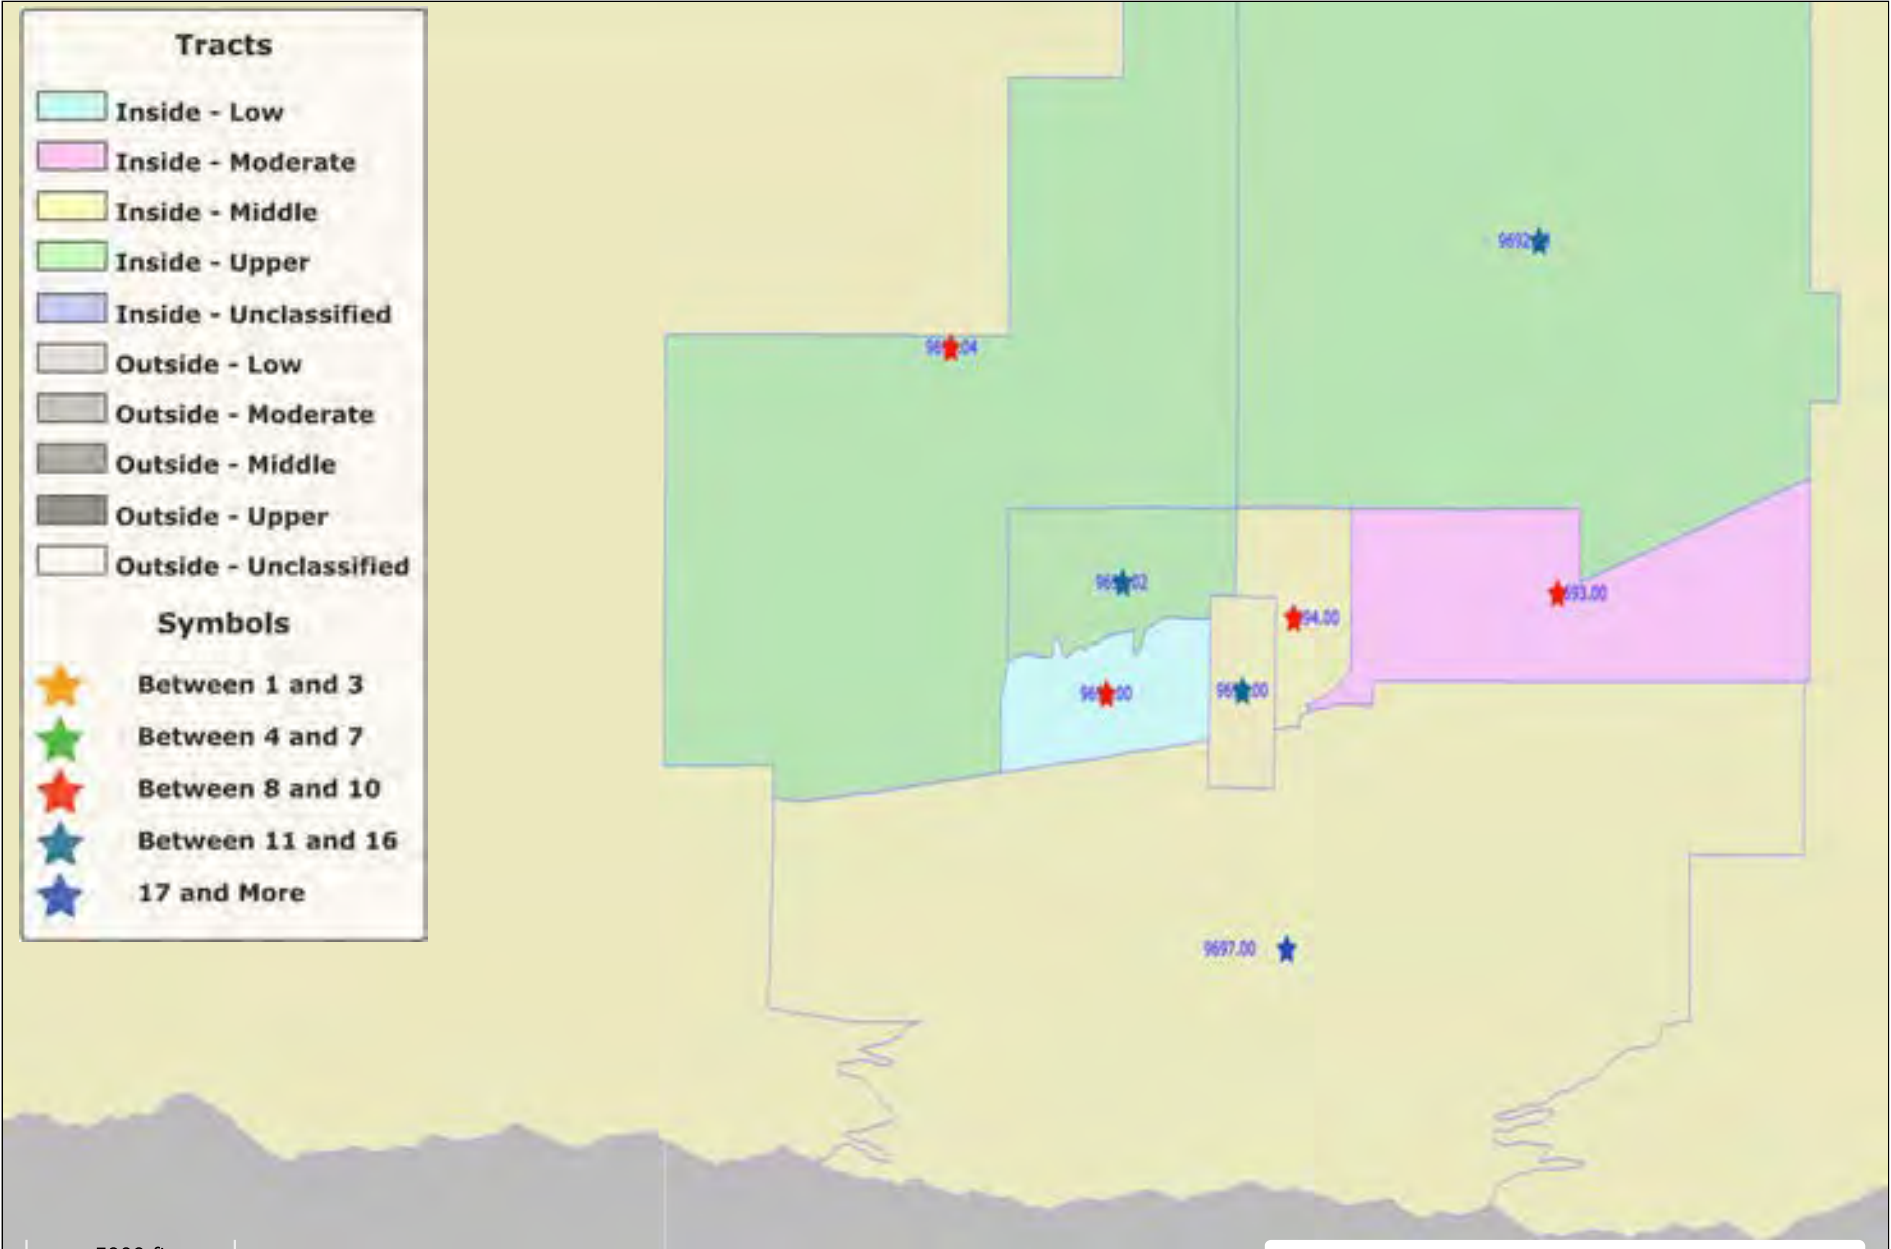 Tracts
Inside - Low
Inside - Moderate
Inside - Middle
Inside - Upper
Inside - Unclassified
Outside - Low
Outside - Moderate
Outside - Middle
Outside - Upper
Outside - Unclassified
Symbols
Between 1 and 3
Between 4 and 7
Between 8 and 10
Between 11 and 16
17 and More
9697.00